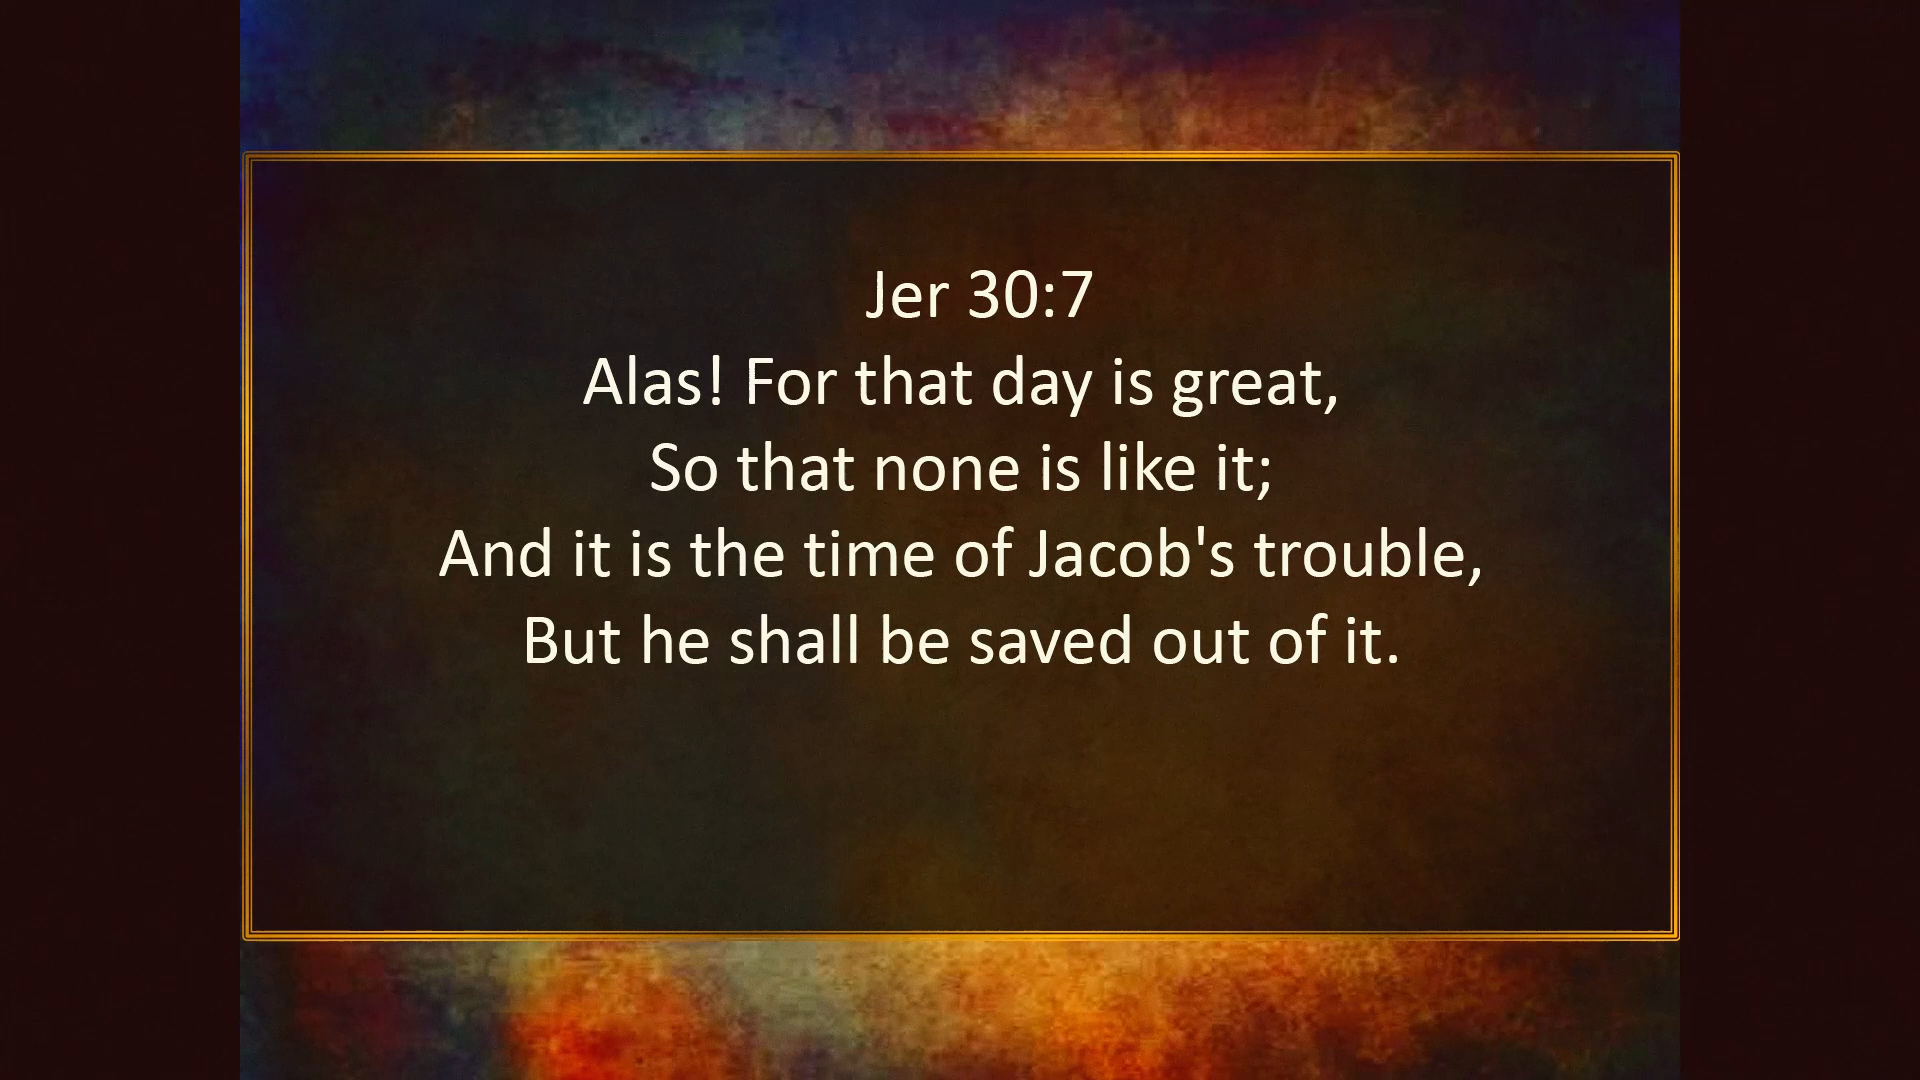 Jer 30:7
Alas! For that day is great,
So that none is like it;
And it is the time of Jacob's trouble,
But he shall be saved out of it.